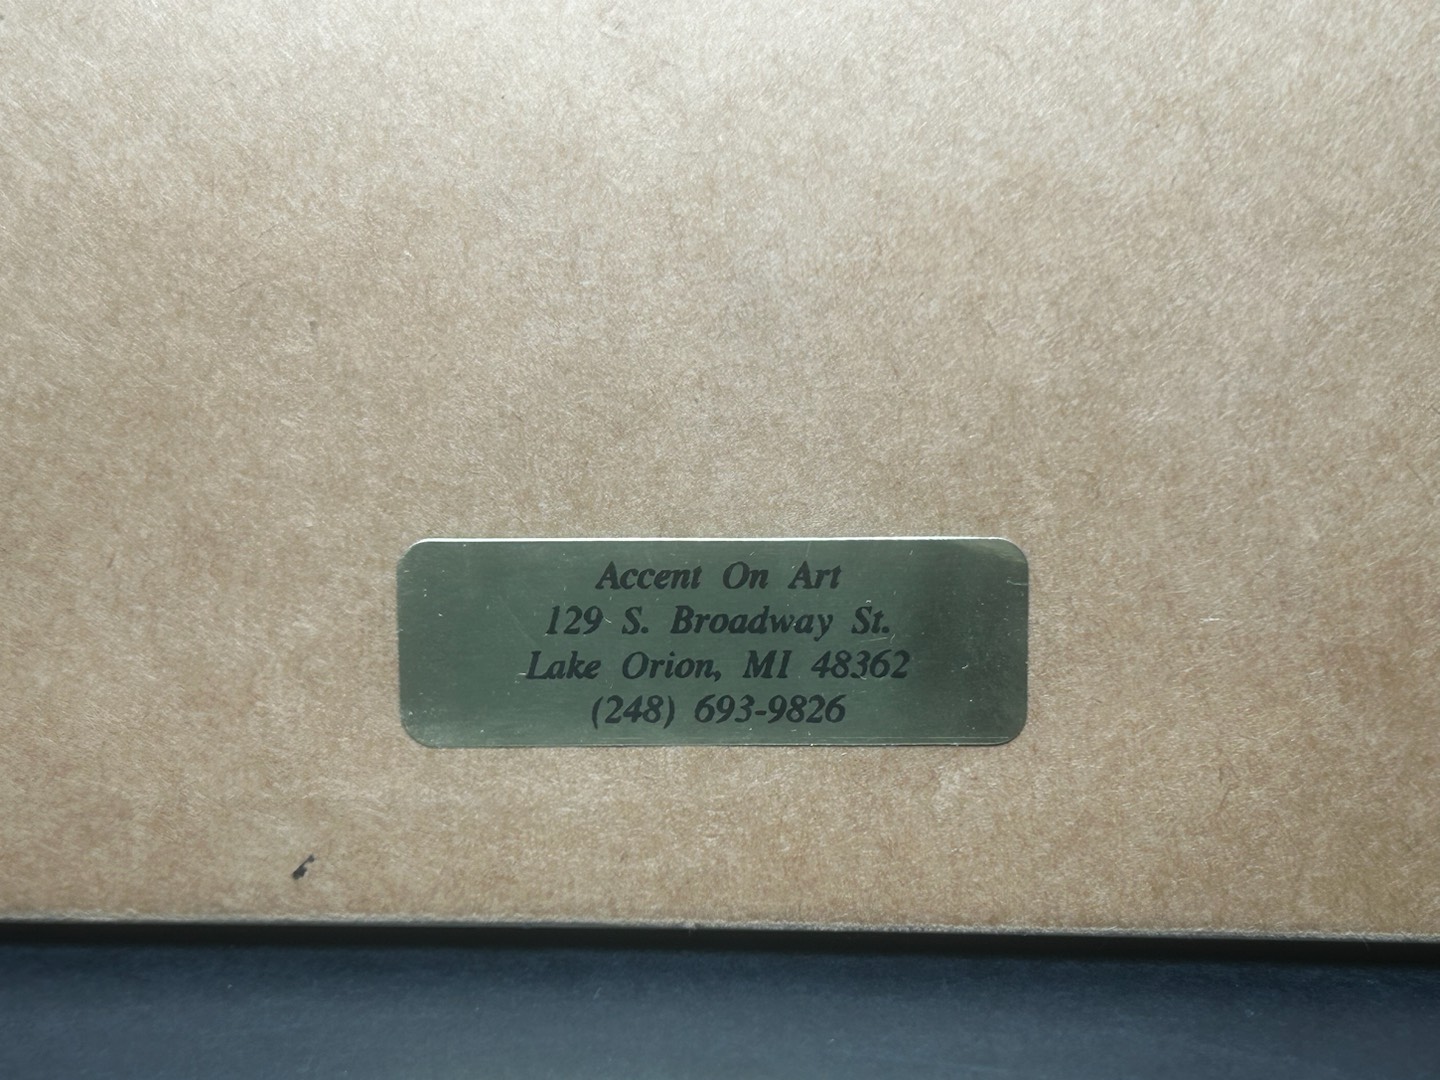 Accent On Art
129 S. Broadway St.
Lake Orion, MI 48362
(248) 693-9826